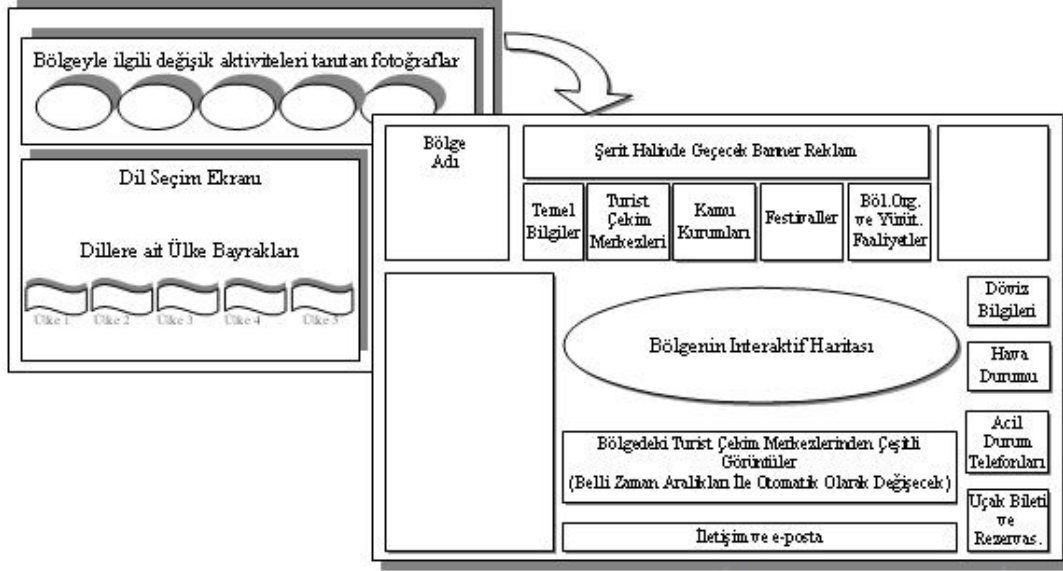 Bölgeyle ilgili değişik aktiviteleri tanıtan fotoğraflar
Dil Seçim Ekranı
Dillere ait Ülke Bayrakları
Ülke 1
Ülke 2
Ülke 3
Ülke 4
Ülke 5
Bölge
Adı
Şerit Halinde Geçecek Banner Reklam
Temel
Bilgiler
Turist
Çekim
Merkezleri
Kamu
Kurumları
Festivaller
Böl.Org.
ve Yürüt.
Faaliyetler
Bölgenin Interaktif Haritası
Döviz
Bilgileri
Hava
Durumu
Acil
Durum
Telefonları
Uçak Bileti
ve
Rezervas.
Bölgedeki Turist Çekim Merkezlerinden Çeşitli
Görüntüler
(Belli Zaman Aralıkları İle Otomatik Olarak Değişecek)
İletişim ve e-posta